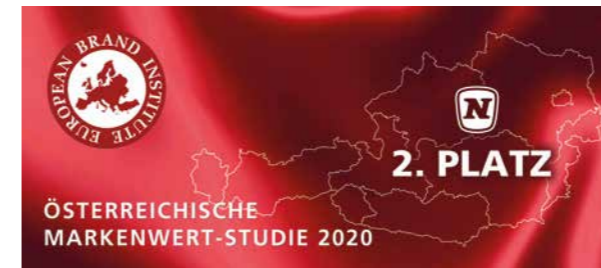 EUROPEAN BRAND INSTITUTE
N
2. PLATZ
ÖSTERREICHISCHE
MARKENWERT-STUDIE 2020